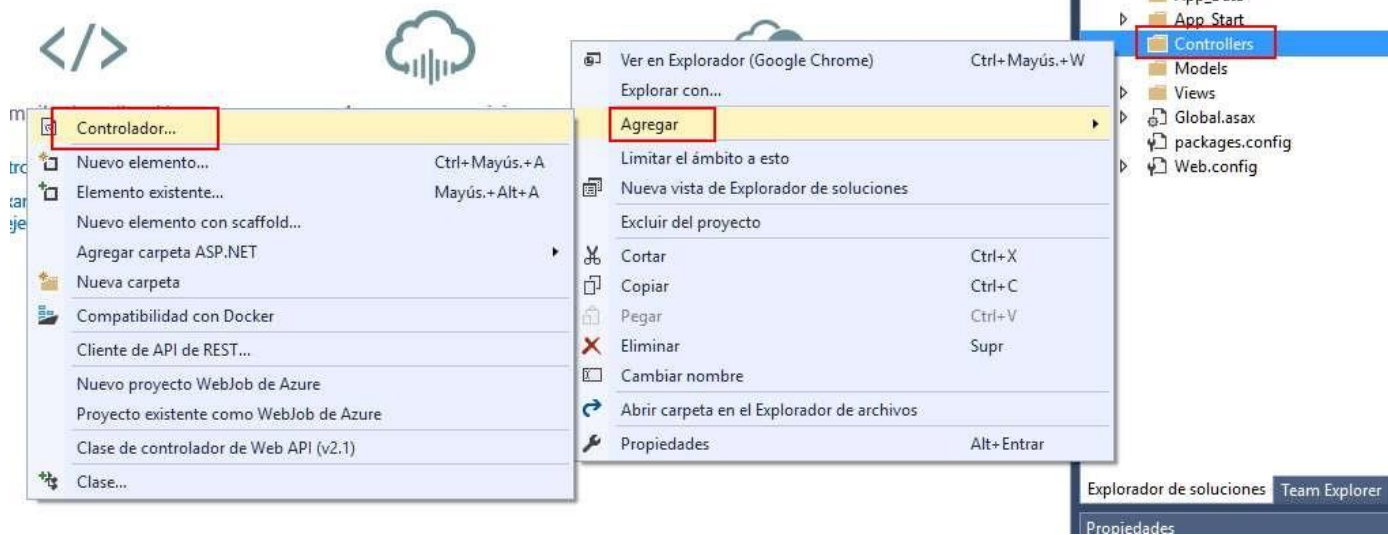 App_Start
Controllers
Models
Views
Global.asax
packages.config
Web.config
Ver en Explorador (Google Chrome) Ctrl+Mayús.+W
Explorar con...
Agregar
Limitar el ámbito a esto
Nueva vista de Explorador de soluciones
Excluir del proyecto
Cortar Ctrl+X
Copiar Ctrl+C
Pegar Ctrl+V
Eliminar Supr
Cambiar nombre
Abrir carpeta en el Explorador de archivos
Propiedades Alt+Entrar
Controlador...
Nuevo elemento... Ctrl+Mayús.+A
Elemento existente... Mayús.+Alt+A
Nuevo elemento con scaffold...
Agregar carpeta ASP.NET
Nueva carpeta
Compatibilidad con Docker
Cliente de API de REST...
Nuevo proyecto WebJob de Azure
Proyecto existente como WebJob de Azure
Clase de controlador de Web API (v2.1)
Clase...
Explorador de soluciones Team Explorer
Propiedades